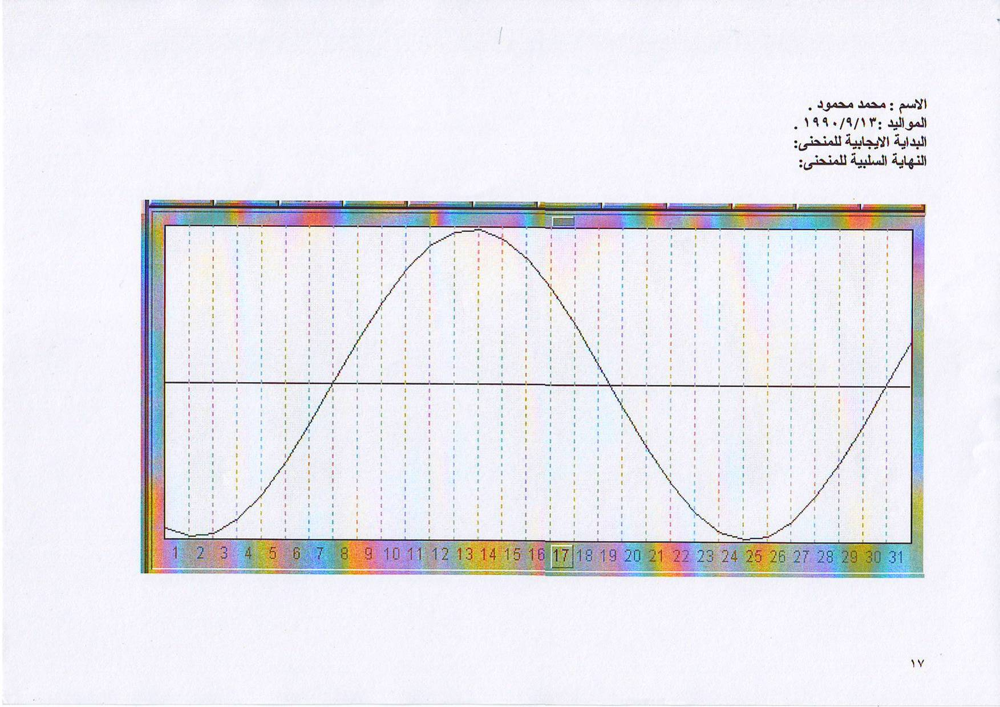 الاسم : محمد محمود .
المواليد :١٩٩٠/٩/١٣ .
البداية الايجابية للمنحنى:
النهاية السلبية للمنحنى:
1 2 3 4 5 6 7 8 9 10 11 12 13 14 15 16 17 18 19 20 21 22 23 24 25 26 27 28 29 30 31
١٧